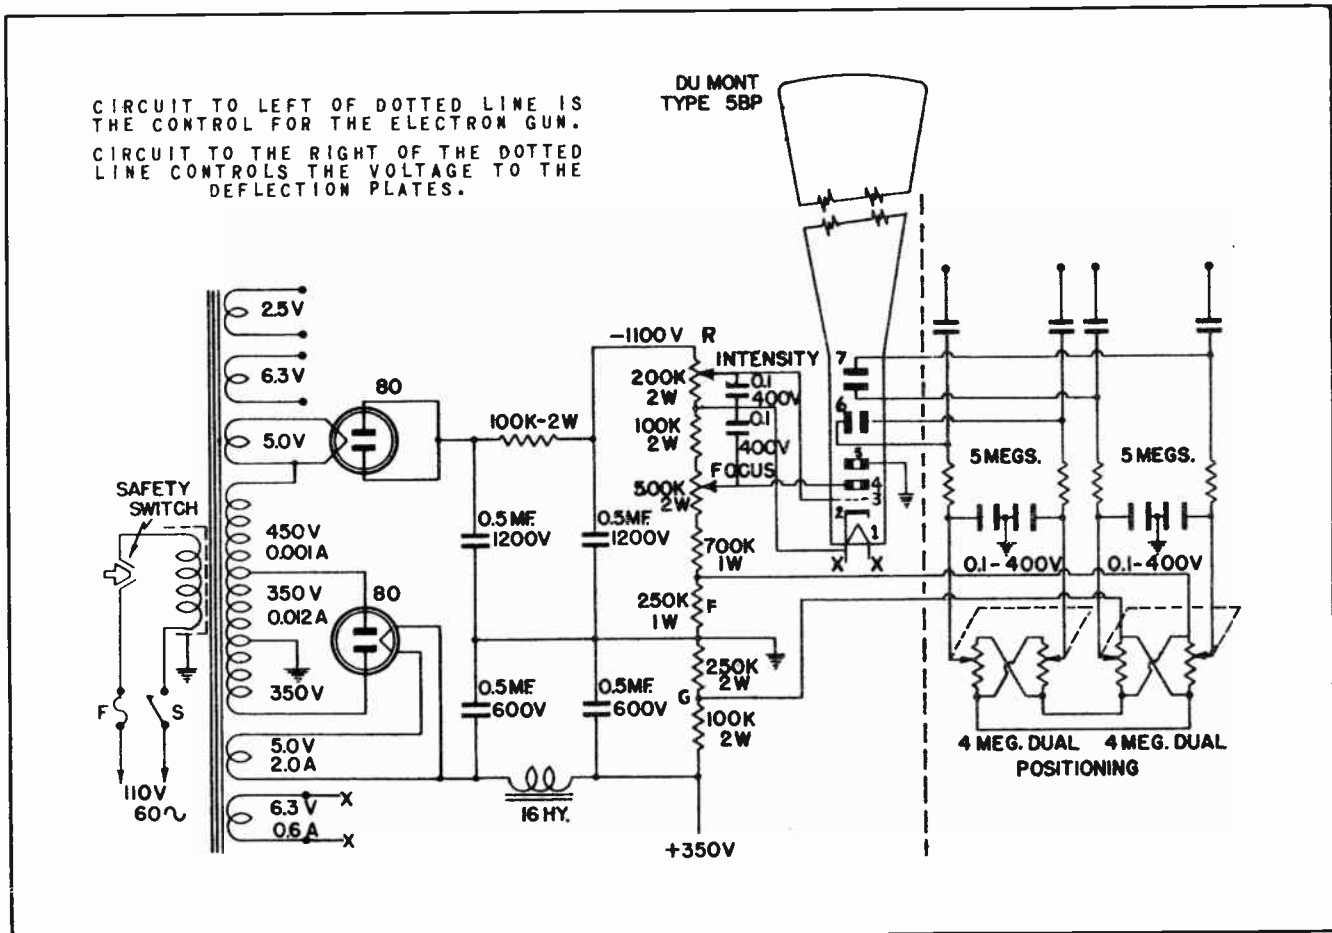 DU MONT
TYPE 5BP
CIRCUIT TO LEFT OF DOTTED LINE IS
THE CONTROL FOR THE ELECTRON GUN.
CIRCUIT TO THE RIGHT OF THE DOTTED
LINE CONTROLS THE VOLTAGE TO THE
DEFLECTION PLATES.
2.5V
6.3V
5.0V
80
SAFETY
SWITCH
450V
0.001A
350V
0.012A
350V
80
5.0V
2.0A
6.3V
0.6A
X
X
F
S
110V
60~
100K-2W
0.5MF.
1200V
0.5MF.
1200V
0.5MF.
600V
0.5MF.
600V
16 HY.
-1100V R
INTENSITY
200K
2W
0.1
400V
100K
2W
0.1
400V
FOCUS
500K
2W
700K
1W
250K
1W
F
250K
2W
G
100K
2W
+350V
7
6
5
4
3
2
1
X X
5MEGS.
5MEGS.
0.1-400V
0.1-400V
4 MEG. DUAL
4 MEG. DUAL
POSITIONING